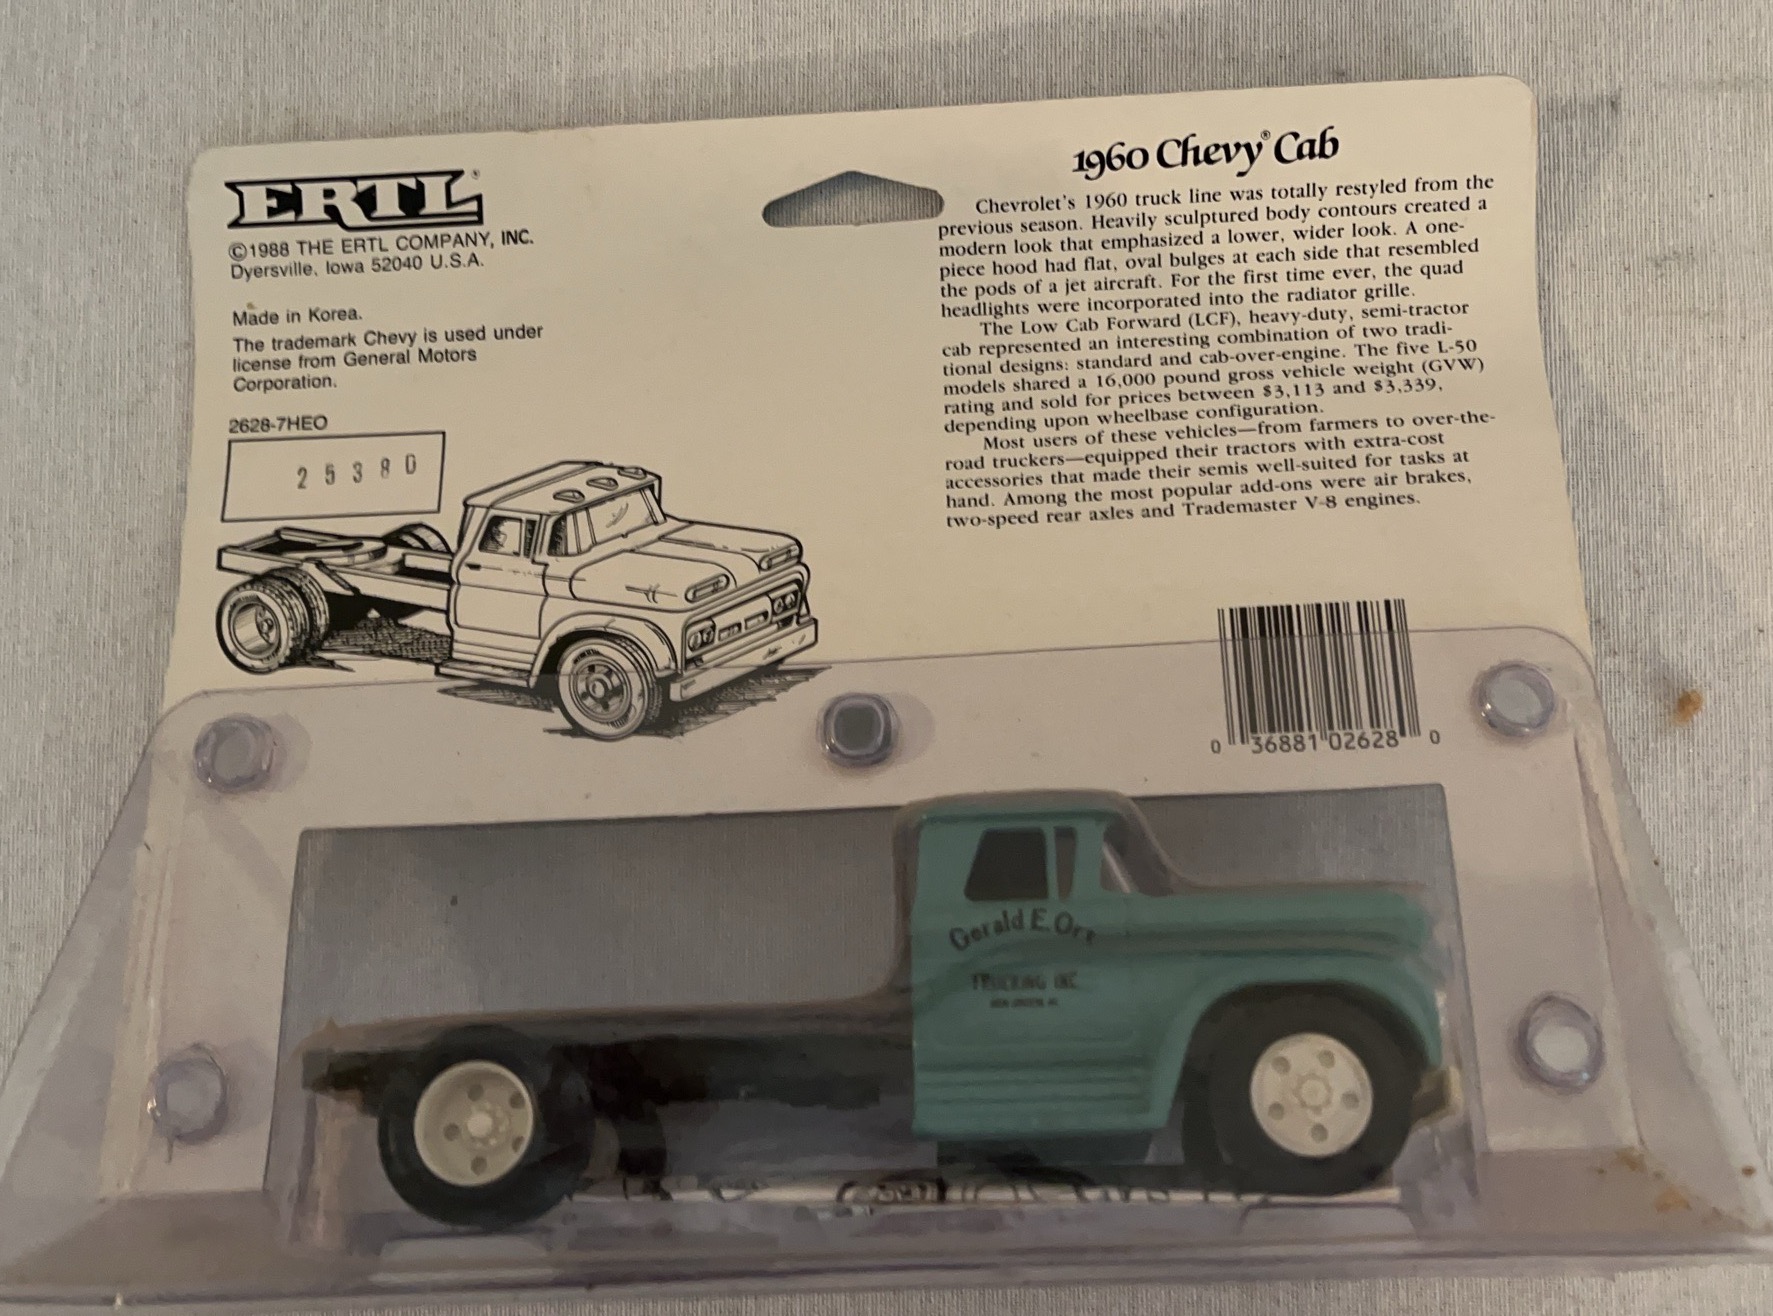 ERTL®
©1988 THE ERTL COMPANY, INC.
Dyersville, Iowa 52040 U.S.A.
Made in Korea.
The trademark Chevy is used under
license from General Motors
Corporation.
2628-7HEO
25380
1960 Chevy® Cab
Chevrolet's 1960 truck line was totally restyled from the
previous season. Heavily sculptured body contours created a
modern look that emphasized a lower, wider look. A one-
piece hood had flat, oval bulges at each side that resembled
the pods of a jet aircraft. For the first time ever, the quad
headlights were incorporated into the radiator grille.
The Low Cab Forward (LCF), heavy-duty, semi-tractor
cab represented an interesting combination of two tradi-
tional designs: standard and cab-over-engine. The five L-50
models shared a 16,000 pound gross vehicle weight (GVW)
rating and sold for prices between $3,113 and $3,339,
depending upon wheelbase configuration.
Most users of these vehicles—from farmers to over-the-
road truckers—equipped their tractors with extra-cost
accessories that made their semis well-suited for tasks at
hand. Among the most popular add-ons were air brakes,
two-speed rear axles and Trademaster V-8 engines.
0 36881 02628 0
Gerald E. Orr
TRUCKING INC